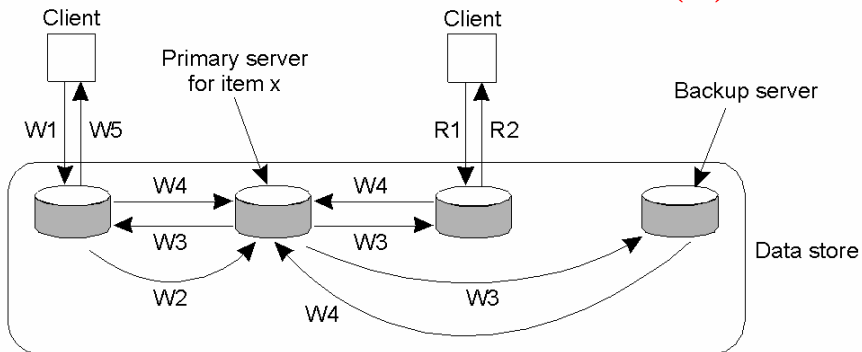 Client
Client
Primary server
for item x
Backup server
W1
W5
R1
R2
W4
W4
W3
W3
Data store
W2
W3
W4